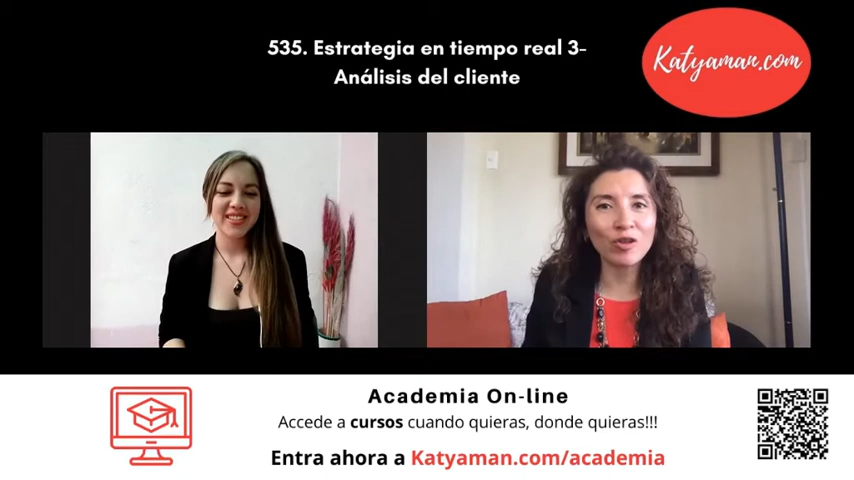 535. Estrategia en tiempo real 3-
Análisis del cliente
Katyaman.com
Academia On-line
Accede a cursos cuando quieras, donde quieras!!!
Entra ahora a Katyaman.com/academia